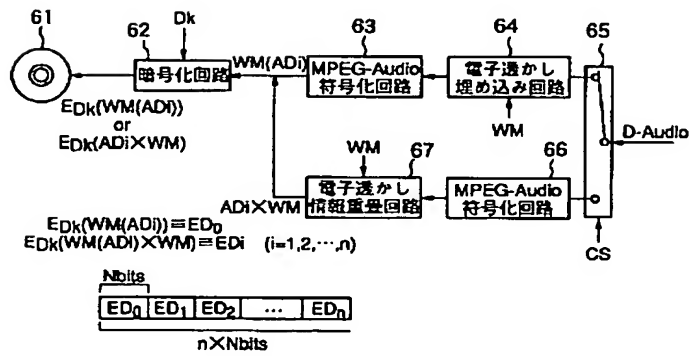 61
62
Dk
暗号化回路
EDk(WM(ADi))
or
EDk(ADi×WM)
WM(ADi)
63
MPEG-Audio
符号化回路
64
電子透かし
埋め込み回路
WM
65
D-Audio
CS
WM
67
電子透かし
情報重畳回路
ADi×WM
66
MPEG-Audio
符号化回路
EDk(WM(ADi))≡ED0
EDk(WM(ADi)×WM)≡EDi (i=1,2,…,n)
Nbits
ED0 ED1 ED2 … EDn
n×Nbits